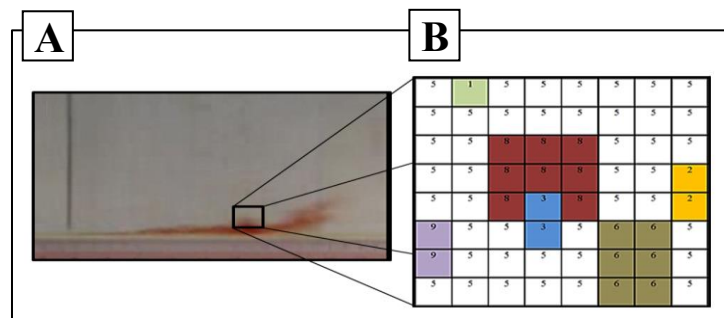 A
B
5 1 5 5 5 5 5 5
5 5 5 5 5 5 5 5
5 5 8 8 8 5 5 5
5 5 8 8 8 5 5 2
5 5 8 3 8 5 5 2
9 5 5 3 5 6 6 5
9 5 5 5 5 6 6 5
5 5 5 5 5 6 6 5